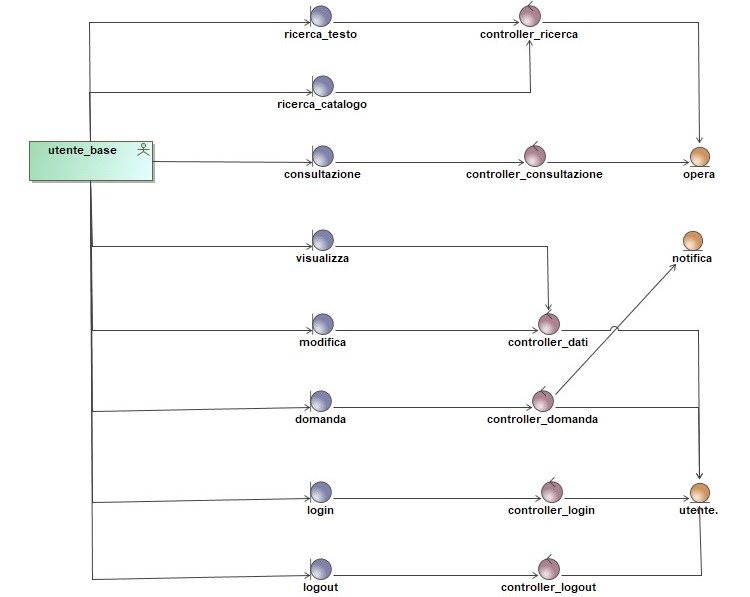 ricerca_testo
controller_ricerca
ricerca_catalogo
utente_base
consultazione
controller_consultazione
opera
visualizza
notifica
modifica
controller_dati
domanda
controller_domanda
login
controller_login
utente.
logout
controller_logout